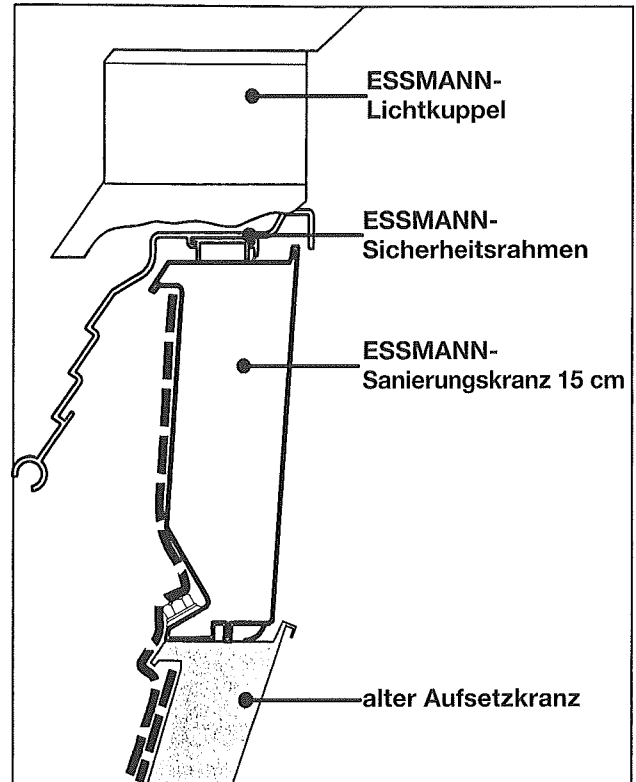 ESSMANN-
Lichtkuppel
ESSMANN-
Sicherheitsrahmen
ESSMANN-
Sanierungskranz 15 cm
alter Aufsetzkranz